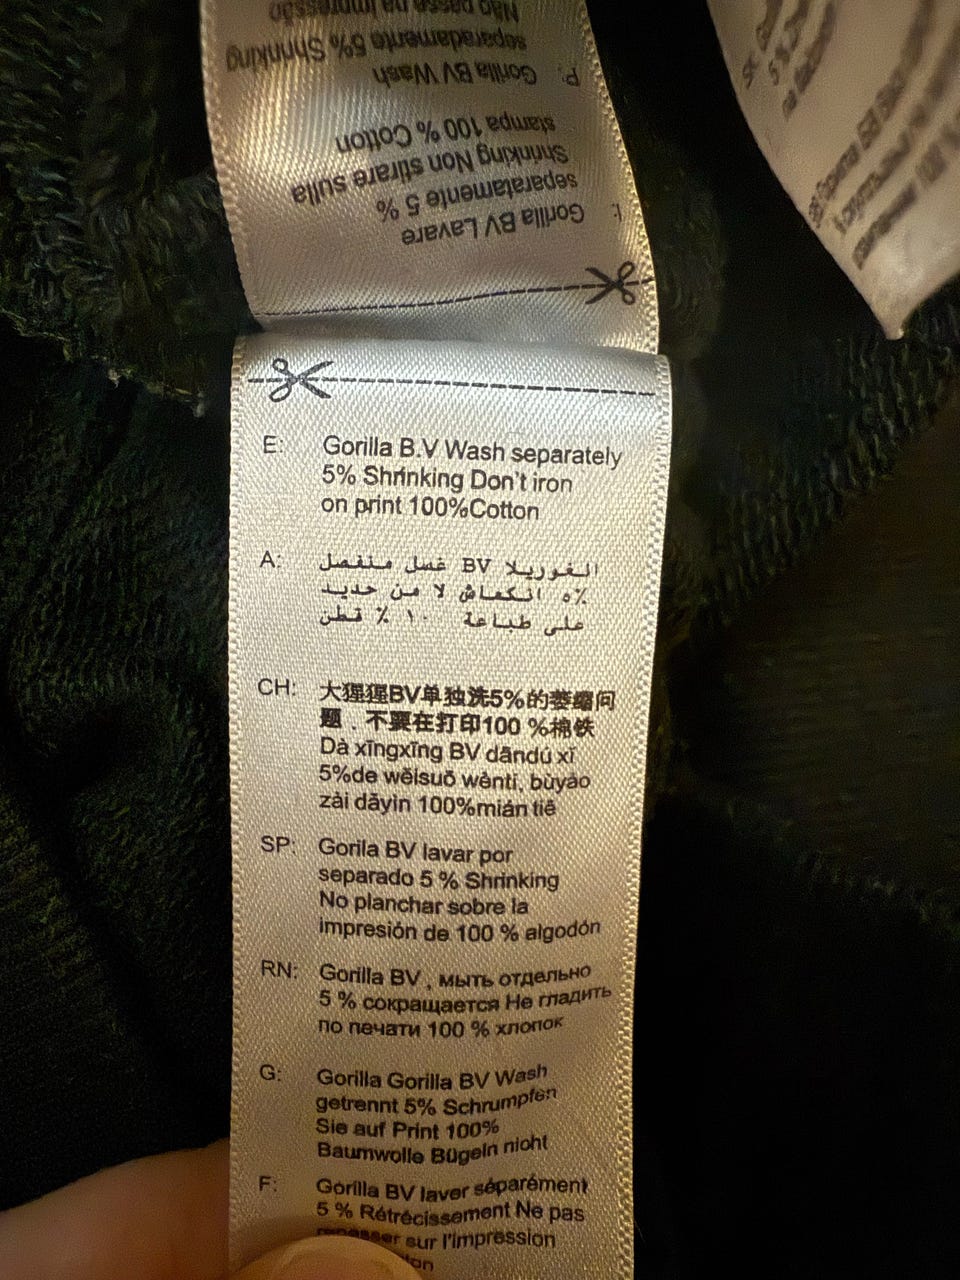 E: Gorilla B.V Wash separately
5% Shrinking Don't iron
on print 100%Cotton
A: الغوريلا BV غسل منفصل
٥٪ انكماش لا من حديد
على طباعة ١٠٠ ٪ قطن
CH: 大猩猩BV单独洗5%的萎缩问
题．不要在打印100 %棉铁
Dà xīngxīng BV dāndú xǐ
5%de wěisuō wèntí, bùyào
zài dǎyìn 100%mián tiě
SP: Gorila BV lavar por
separado 5 % Shrinking
No planchar sobre la
impresión de 100 % algodón
RN: Gorilla BV , мыть отдельно
5 % сокращается Не гладить
по печати 100 % хлопок
G: Gorilla Gorilla BV Wash
getrennt 5% Schrumpfen
Sie auf Print 100%
Baumwolle Bügeln nicht
F: Gorilla BV laver séparément
5 % Rétrécissement Ne pas
repasser sur l'impression
I: Gorilla BV Lavare
separatamente 5 %
Shrinking Non stirare sulla
stampa 100 % Cotton
P: Gorilla BV Wash
separadamente 5% Shrinking
Não passe na impressão
SK:
5 %
na